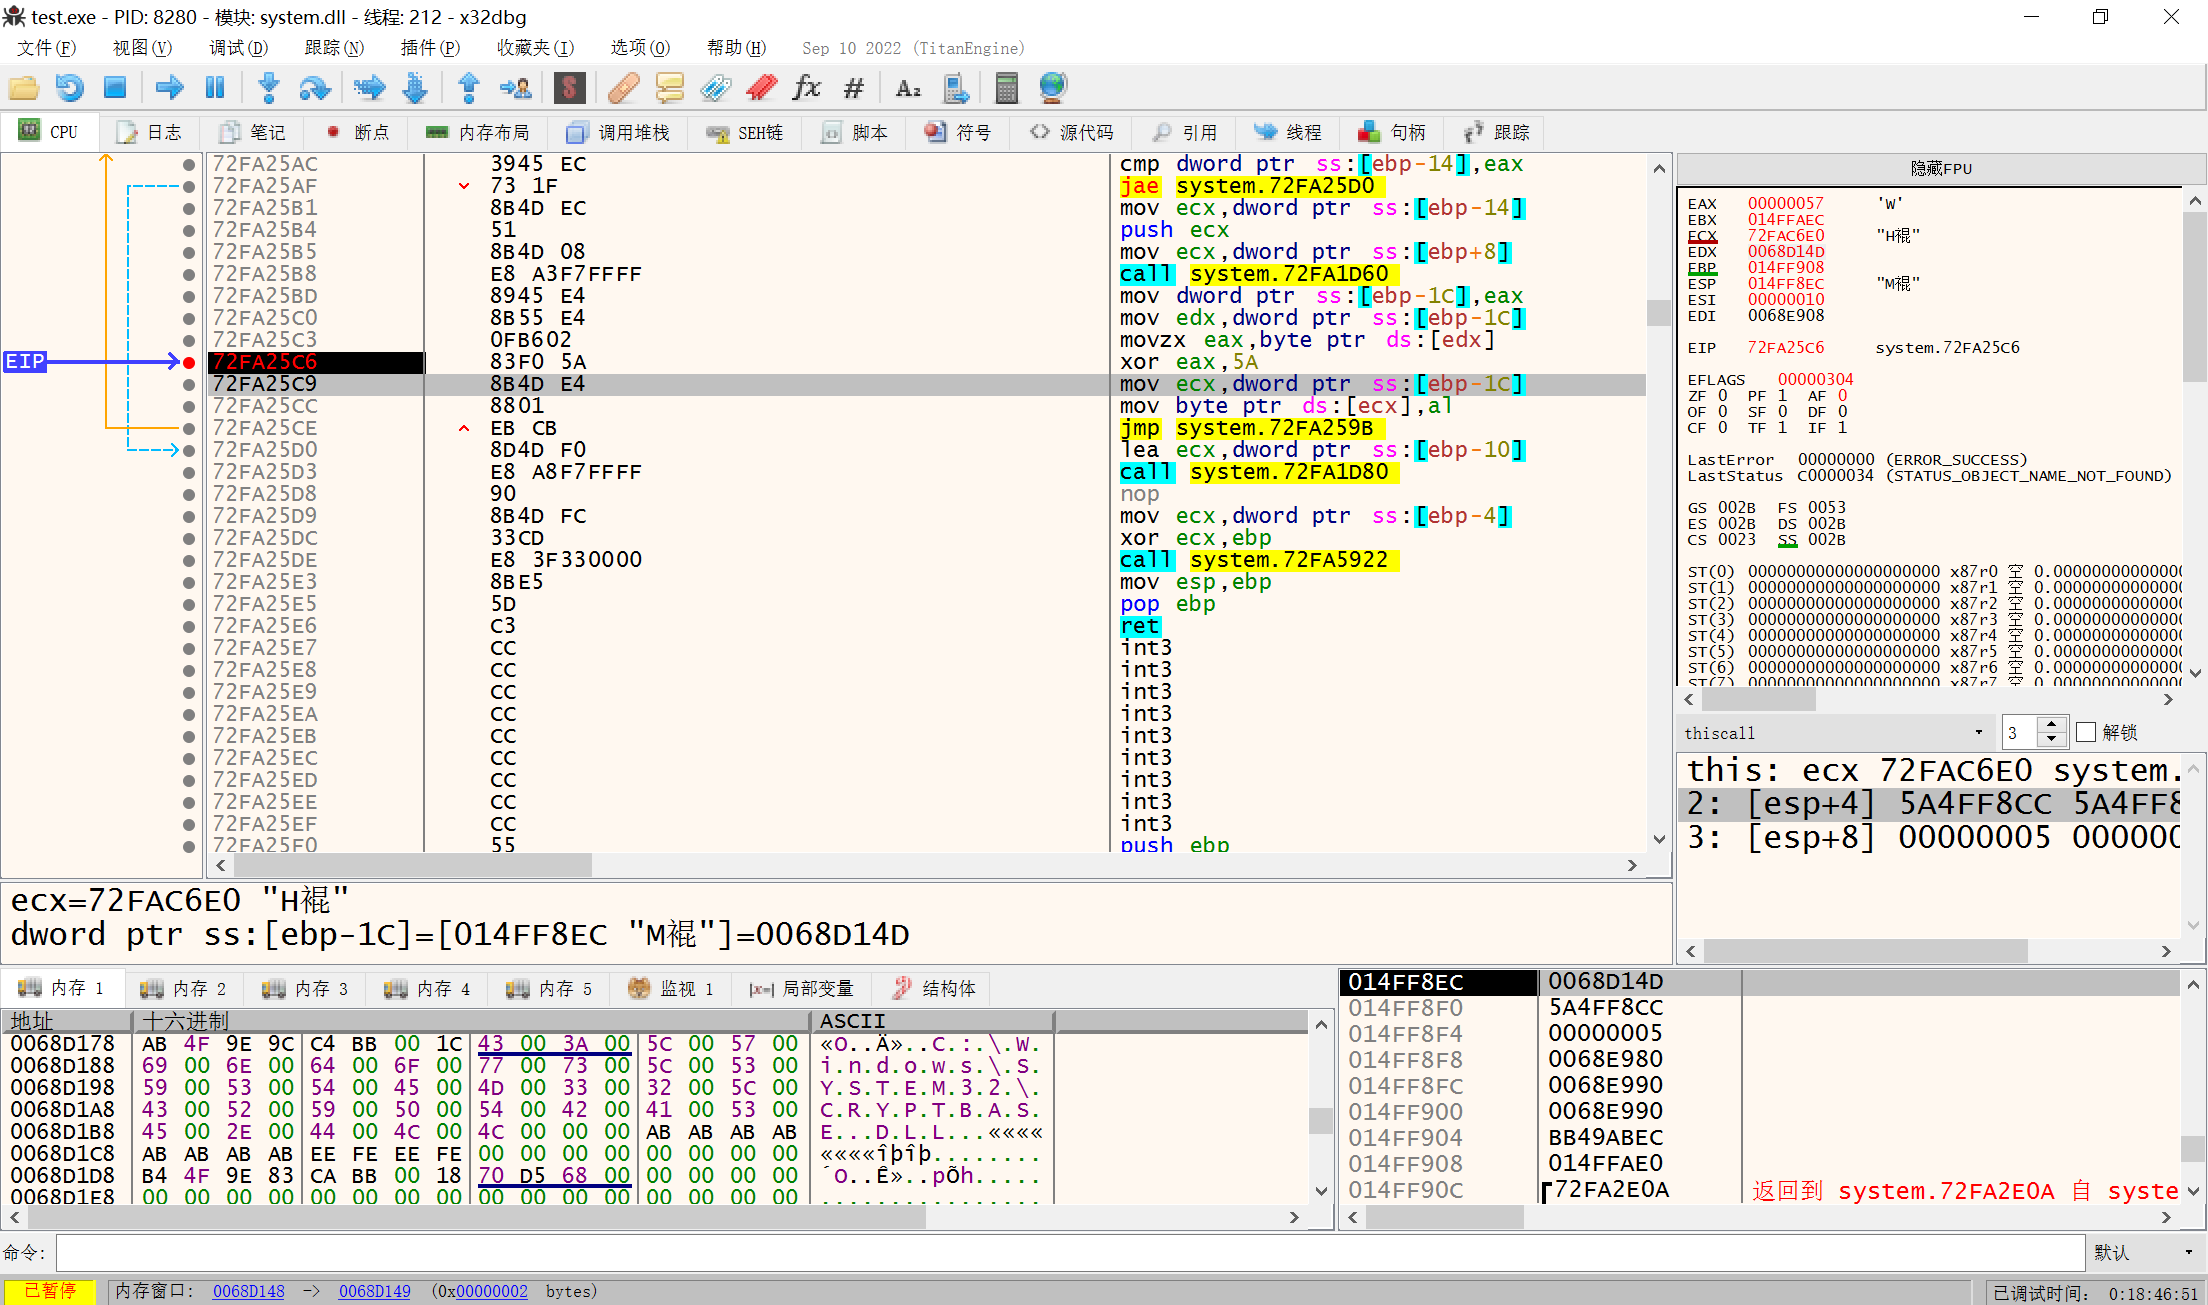 test.exe - PID: 8280 - 模块: system.dll - 线程: 212 - x32dbg
文件(F) 视图(V) 调试(D) 跟踪(N) 插件(P) 收藏夹(I) 选项(O) 帮助(H) Sep 10 2022 (TitanEngine)
CPU 日志 笔记 断点 内存布局 调用堆栈 SEH链 脚本 符号 源代码 引用 线程 句柄 跟踪
72FA25AC 3945 EC cmp dword ptr ss:[ebp-14],eax
72FA25AF 73 1F jae system.72FA25D0
72FA25B1 8B4D EC mov ecx,dword ptr ss:[ebp-14]
72FA25B4 51 push ecx
72FA25B5 8B4D 08 mov ecx,dword ptr ss:[ebp+8]
72FA25B8 E8 A3F7FFFF call system.72FA1D60
72FA25BD 8945 E4 mov dword ptr ss:[ebp-1C],eax
72FA25C0 8B55 E4 mov edx,dword ptr ss:[ebp-1C]
72FA25C3 0FB602 movzx eax,byte ptr ds:[edx]
EIP 72FA25C6 83F0 5A xor eax,5A
72FA25C9 8B4D E4 mov ecx,dword ptr ss:[ebp-1C]
72FA25CC 8801 mov byte ptr ds:[ecx],al
72FA25CE EB CB jmp system.72FA259B
72FA25D0 8D4D F0 lea ecx,dword ptr ss:[ebp-10]
72FA25D3 E8 A8F7FFFF call system.72FA1D80
72FA25D8 90 nop
72FA25D9 8B4D FC mov ecx,dword ptr ss:[ebp-4]
72FA25DC 33CD xor ecx,ebp
72FA25DE E8 3F330000 call system.72FA5922
72FA25E3 8BE5 mov esp,ebp
72FA25E5 5D pop ebp
72FA25E6 C3 ret
72FA25E7 CC int3
72FA25E8 CC int3
72FA25E9 CC int3
72FA25EA CC int3
72FA25EB CC int3
72FA25EC CC int3
72FA25ED CC int3
72FA25EE CC int3
72FA25EF CC int3
72FA25F0 55 push ebp
隐藏FPU
EAX 00000057 'W'
EBX 014FFAEC
ECX 72FAC6E0 "H裩"
EDX 0068D14D
EBP 014FF908
ESP 014FF8EC "M裩"
ESI 00000010
EDI 0068E908
EIP 72FA25C6 system.72FA25C6
EFLAGS 00000304
ZF 0 PF 1 AF 0
OF 0 SF 0 DF 0
CF 0 TF 1 IF 1
LastError 00000000 (ERROR_SUCCESS)
LastStatus C0000034 (STATUS_OBJECT_NAME_NOT_FOUND)
GS 002B FS 0053
ES 002B DS 002B
CS 0023 SS 002B
ST(0) 00000000000000000000 x87r0 空 0.00000000000000
ST(1) 00000000000000000000 x87r1 空 0.00000000000000
ST(2) 00000000000000000000 x87r2 空 0.00000000000000
ST(3) 00000000000000000000 x87r3 空 0.00000000000000
ST(4) 00000000000000000000 x87r4 空 0.00000000000000
ST(5) 00000000000000000000 x87r5 空 0.00000000000000
ST(6) 00000000000000000000 x87r6 空 0.00000000000000
ST(7) 00000000000000000000 x87r7 空 0.00000000000000
thiscall 3 解锁
this: ecx 72FAC6E0 system.
2: [esp+4] 5A4FF8CC 5A4FF8
3: [esp+8] 00000005 000000
ecx=72FAC6E0 "H裩"
dword ptr ss:[ebp-1C]=[014FF8EC "M裩"]=0068D14D
内存 1 内存 2 内存 3 内存 4 内存 5 监视 1 局部变量 结构体
地址 十六进制 ASCII
0068D178 AB 4F 9E 9C C4 BB 00 1C 43 00 3A 00 5C 00 57 00 «O..Ä»..C.:.\.W.
0068D188 69 00 6E 00 64 00 6F 00 77 00 73 00 5C 00 53 00 i.n.d.o.w.s.\.S.
0068D198 59 00 53 00 54 00 45 00 4D 00 33 00 32 00 5C 00 Y.S.T.E.M.3.2.\.
0068D1A8 43 00 52 00 59 00 50 00 54 00 42 00 41 00 53 00 C.R.Y.P.T.B.A.S.
0068D1B8 45 00 2E 00 44 00 4C 00 4C 00 00 00 AB AB AB AB E...D.L.L...««««
0068D1C8 AB AB AB AB EE FE EE FE 00 00 00 00 00 00 00 00 ««««îþîþ........
0068D1D8 B4 4F 9E 83 CA BB 00 18 70 D5 68 00 00 00 00 00 ´O..Ê»..pÕh.....
0068D1E8 00 00 00 00 00 00 00 00 00 00 00 00 00 00 00 00 ................
014FF8EC 0068D14D
014FF8F0 5A4FF8CC
014FF8F4 00000005
014FF8F8 0068E980
014FF8FC 0068E990
014FF900 0068E990
014FF904 BB49ABEC
014FF908 014FFAE0
014FF90C 72FA2E0A 返回到 system.72FA2E0A 自 syste
命令: 默认
已暂停 内存窗口: 0068D148 -> 0068D149 (0x00000002 bytes) 已调试时间: 0:18:46:51